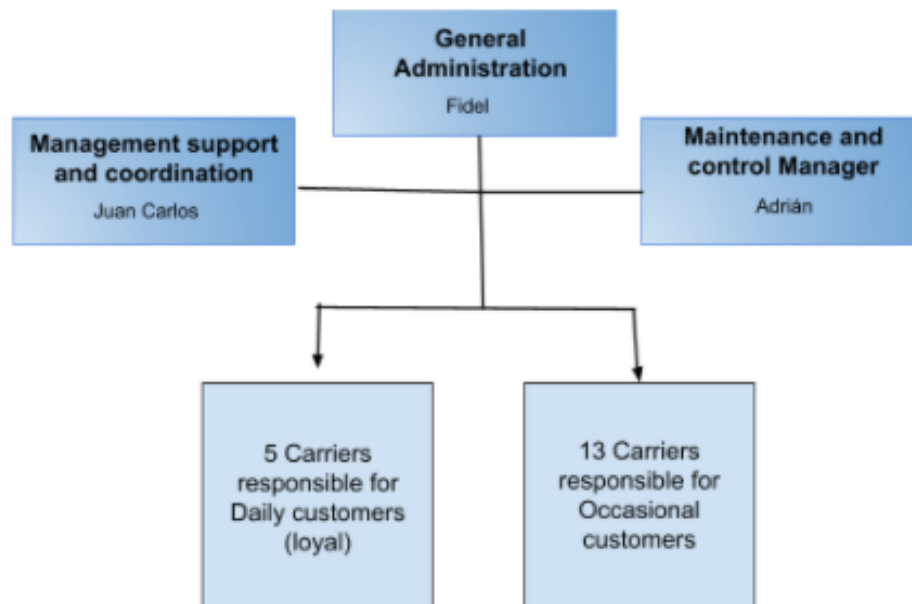 General
Administration
Fidel
Management support
and coordination
Juan Carlos
Maintenance and
control Manager
Adrián
5 Carriers
responsible for
Daily customers
(loyal)
13 Carriers
responsible for
Occasional
customers